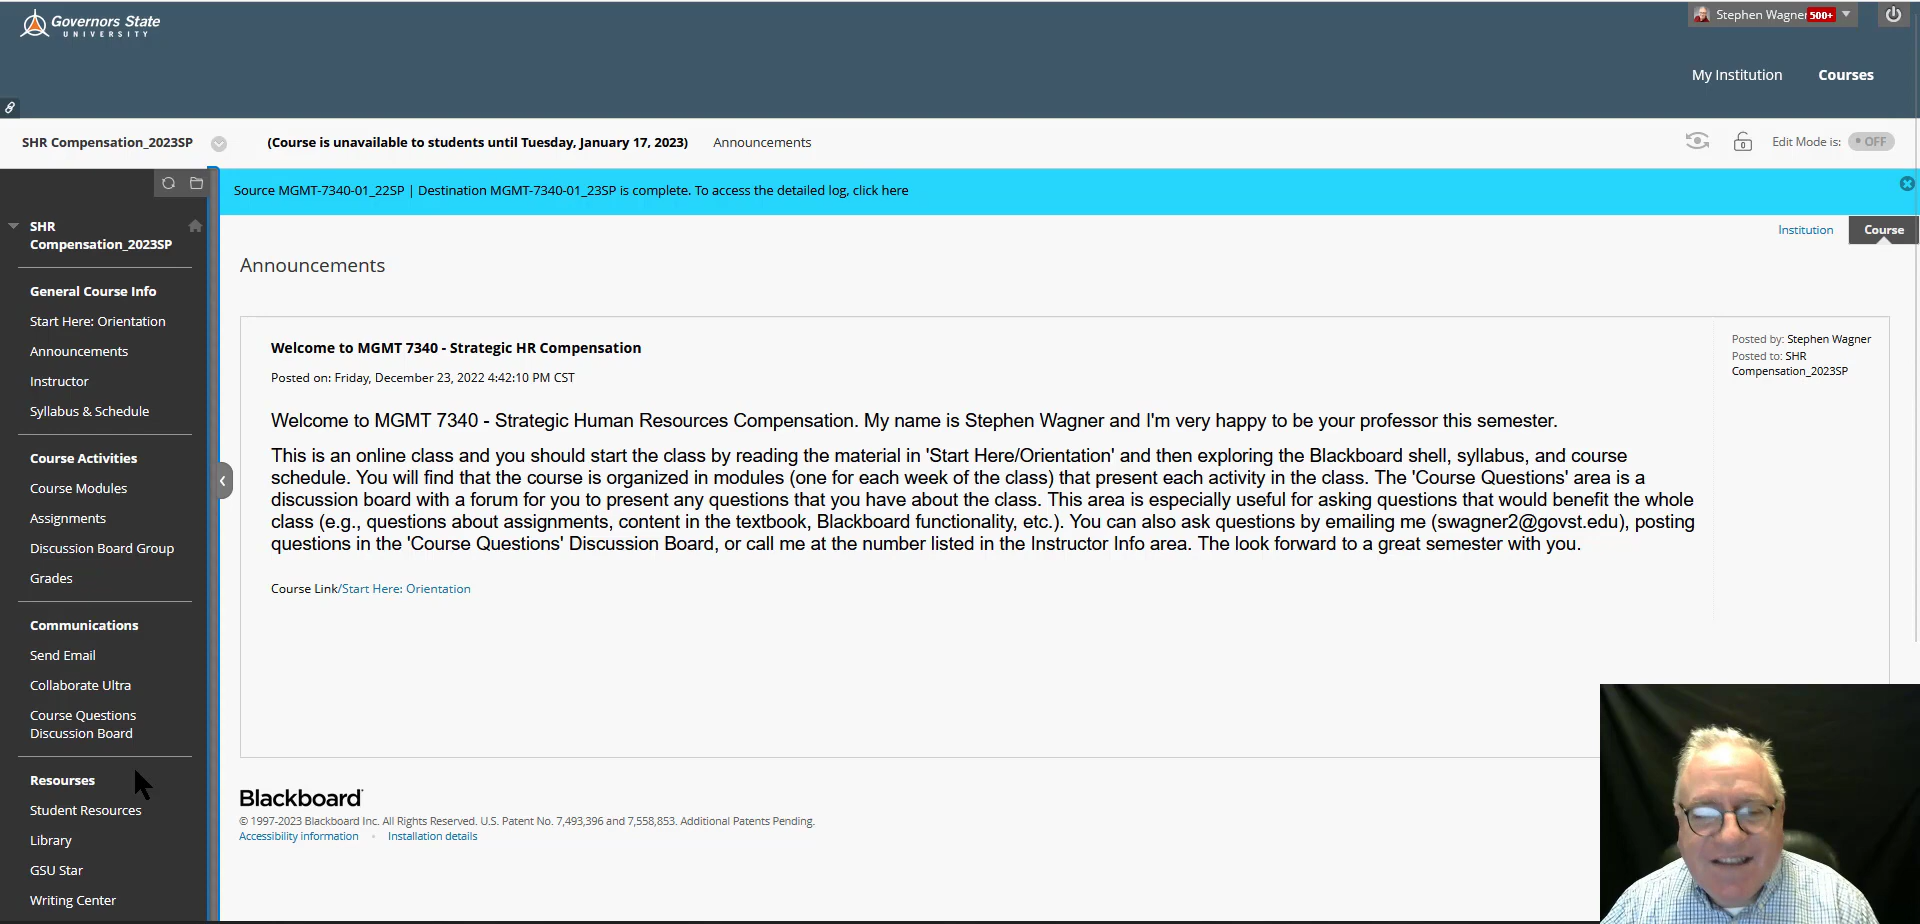 Governors State
UNIVERSITY
Stephen Wagner 500+
My Institution
Courses
SHR Compensation_2023SP
(Course is unavailable to students until Tuesday, January 17, 2023)
Announcements
0
Edit Mode is:
OFF
Source MGMT-7340-01_22SP | Destination MGMT-7340-01_23SP is complete. To access the detailed log, click here
SHR
Compensation_2023SP
General Course Info
Start Here: Orientation
Announcements
Instructor
Syllabus & Schedule
Course Activities
Course Modules
Assignments
Discussion Board Group
Grades
Communications
Send Email
Collaborate Ultra
Course Questions
Discussion Board
Resourses
Student Resources
Library
GSU Star
Writing Center
Institution
Course
Announcements
Welcome to MGMT 7340 - Strategic HR Compensation
Posted on: Friday, December 23, 2022 4:42:10 PM CST
Posted by: Stephen Wagner
Posted to: SHR
Compensation_2023SP
Welcome to MGMT 7340 - Strategic Human Resources Compensation. My name is Stephen Wagner and I'm very happy to be your professor this semester.
This is an online class and you should start the class by reading the material in 'Start Here/Orientation' and then exploring the Blackboard shell, syllabus, and course
schedule. You will find that the course is organized in modules (one for each week of the class) that present each activity in the class. The 'Course Questions' area is a
discussion board with a forum for you to present any questions that you have about the class. This area is especially useful for asking questions that would benefit the whole
class (e.g., questions about assignments, content in the textbook, Blackboard functionality, etc.). You can also ask questions by emailing me (swagner2@govst.edu), posting
questions in the 'Course Questions' Discussion Board, or call me at the number listed in the Instructor Info area. The look forward to a great semester with you.
Course Link/Start Here: Orientation
Blackboard
© 1997-2023 Blackboard Inc. All Rights Reserved. U.S. Patent No. 7,493,396 and 7,558,853. Additional Patents Pending.
Accessibility information • Installation details